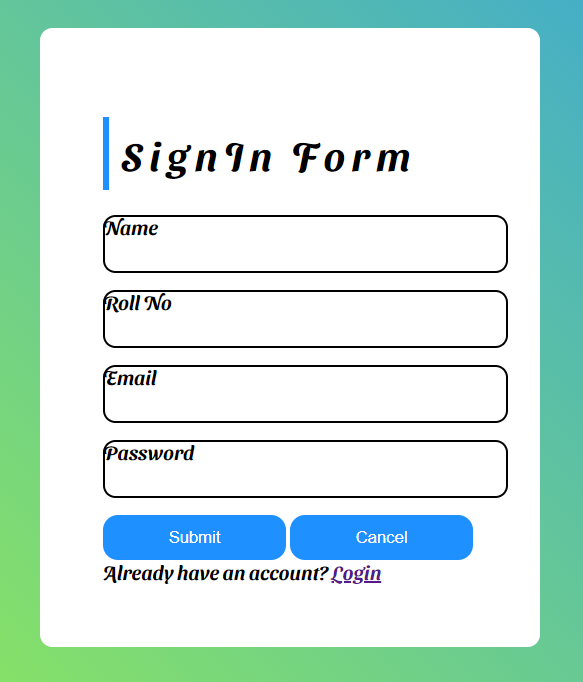 SignIn Form
Name
Roll No
Email
Password
Submit Cancel
Already have an account? Login